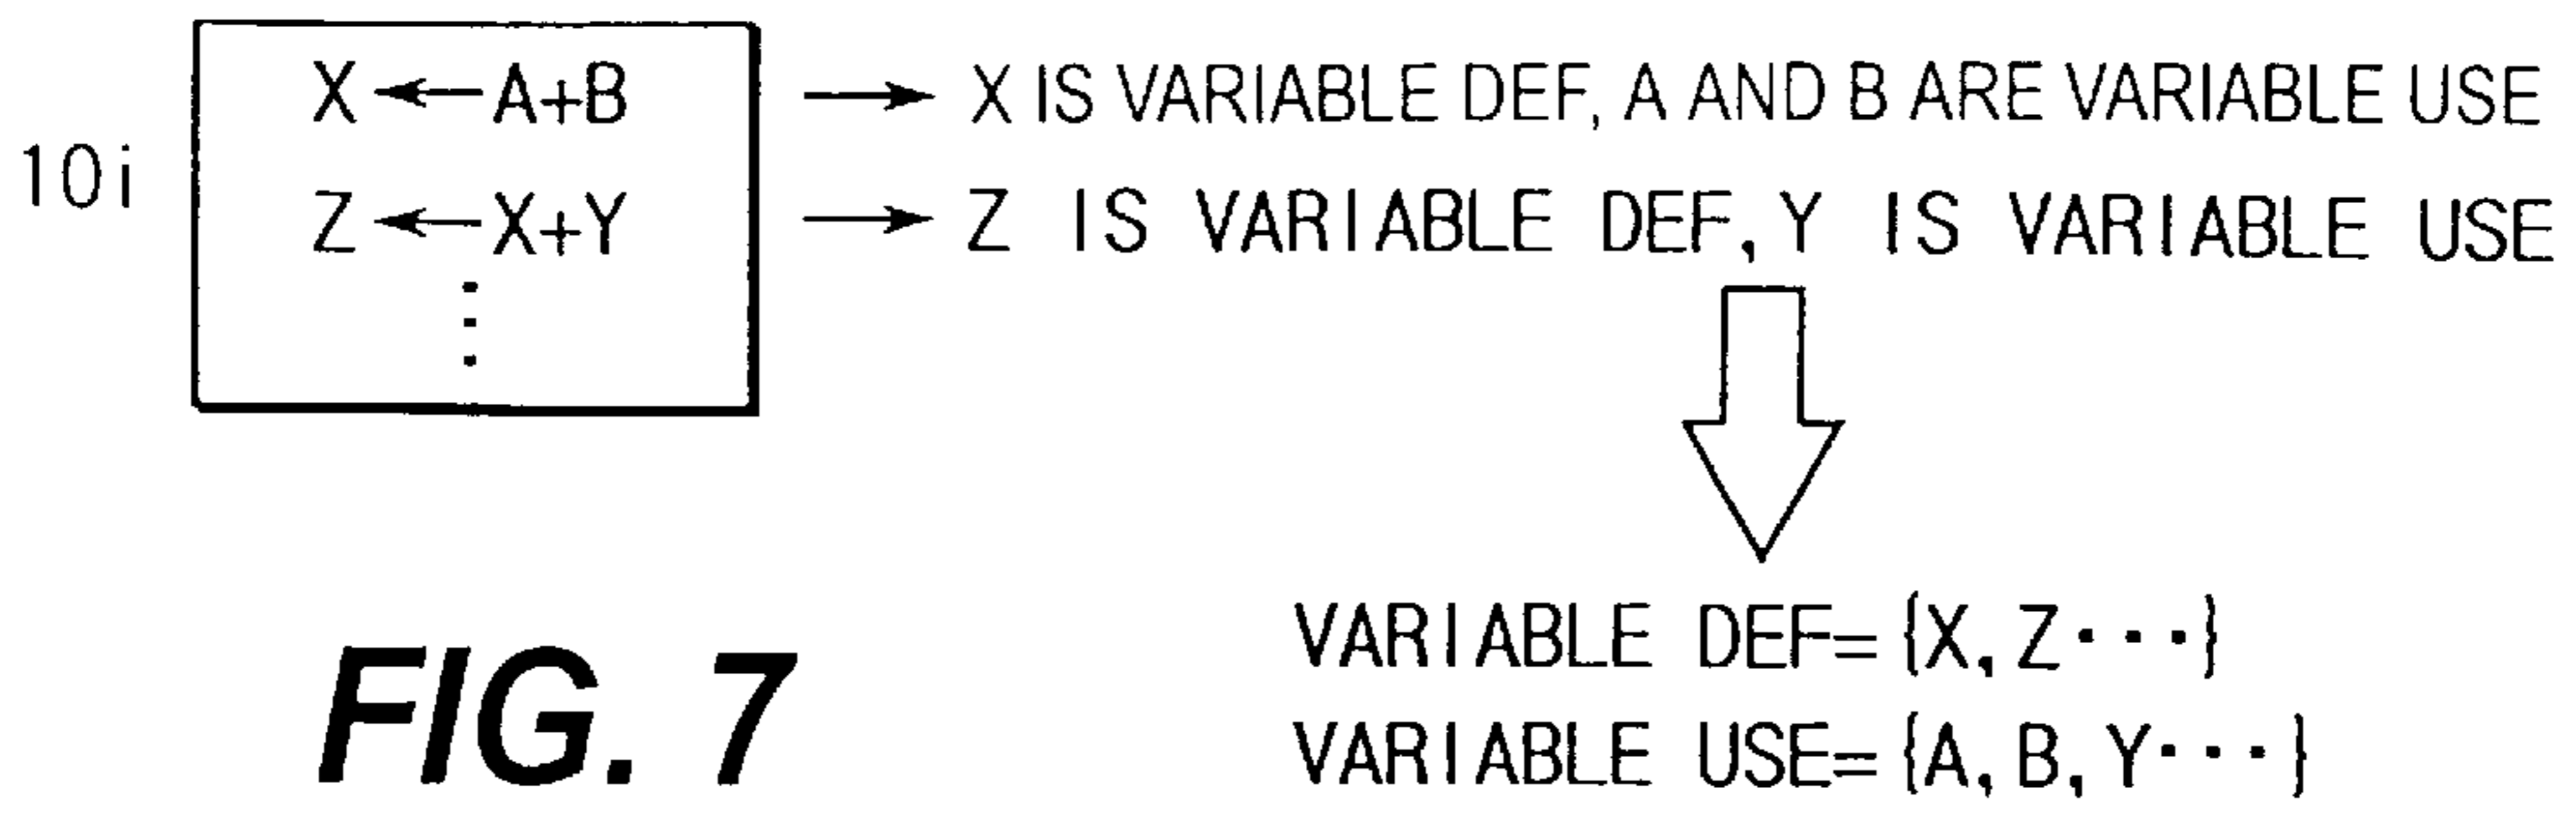 X←A+B → X IS VARIABLE DEF, A AND B ARE VARIABLE USE
10i
Z←X+Y → Z IS VARIABLE DEF, Y IS VARIABLE USE
⋮
VARIABLE DEF={X, Z···}
VARIABLE USE={A, B, Y···}
FIG. 7